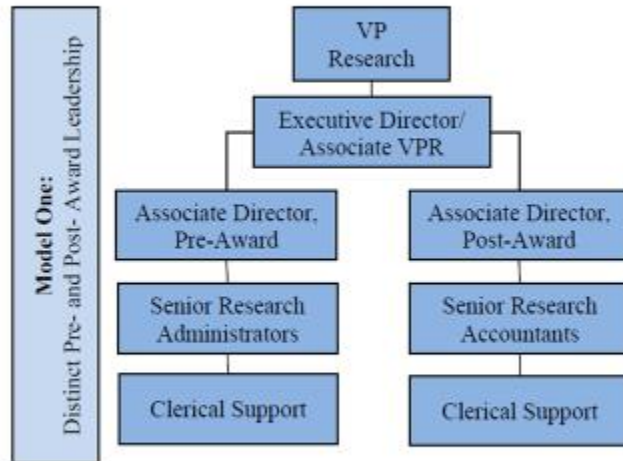 Model One:
Distinct Pre- and Post- Award Leadership
VP
Research
Executive Director/
Associate VPR
Associate Director,
Pre-Award
Associate Director,
Post-Award
Senior Research
Administrators
Senior Research
Accountants
Clerical Support
Clerical Support